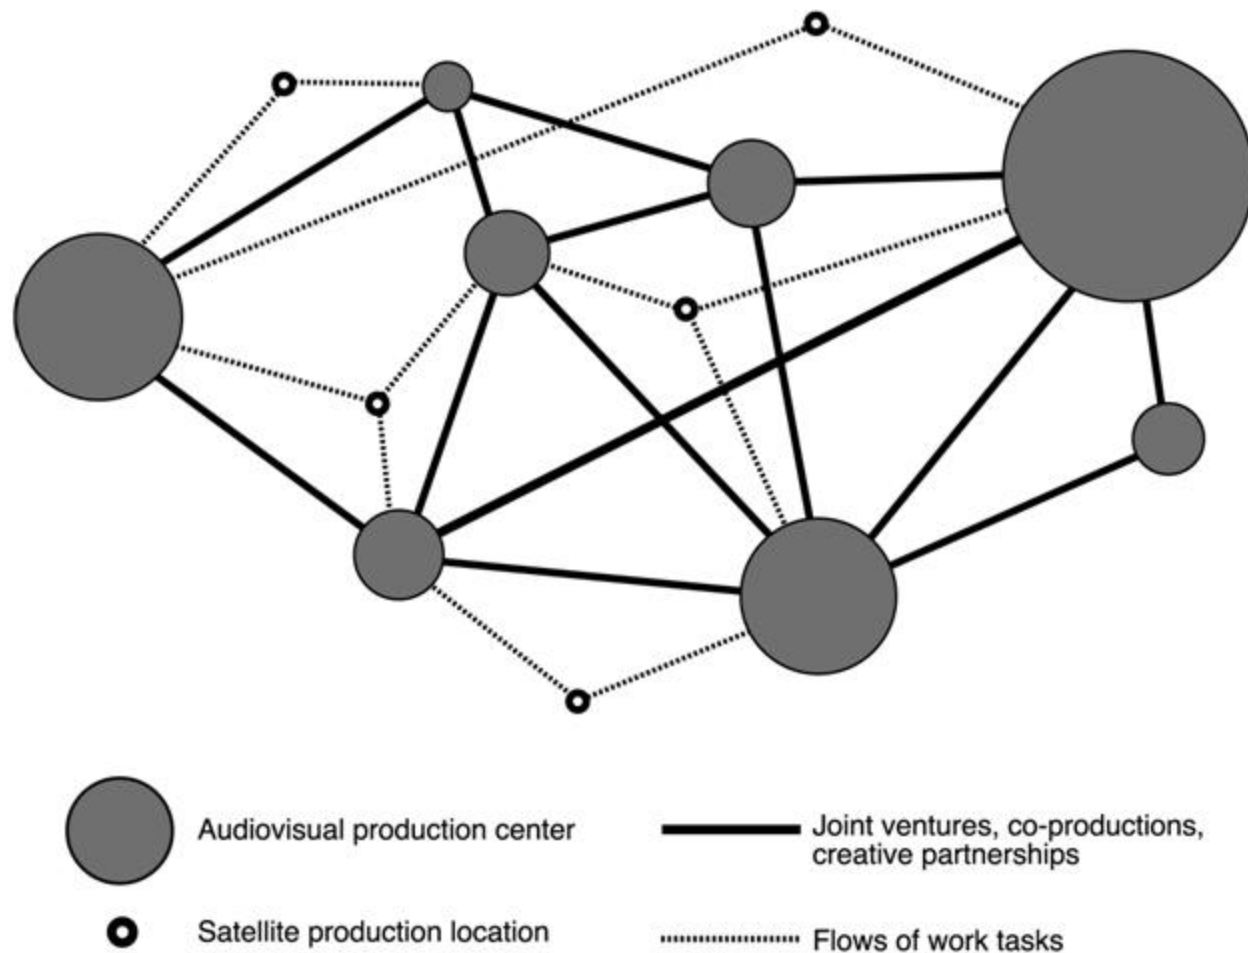 Audiovisual production center
Joint ventures, co-productions,
creative partnerships
Satellite production location
Flows of work tasks